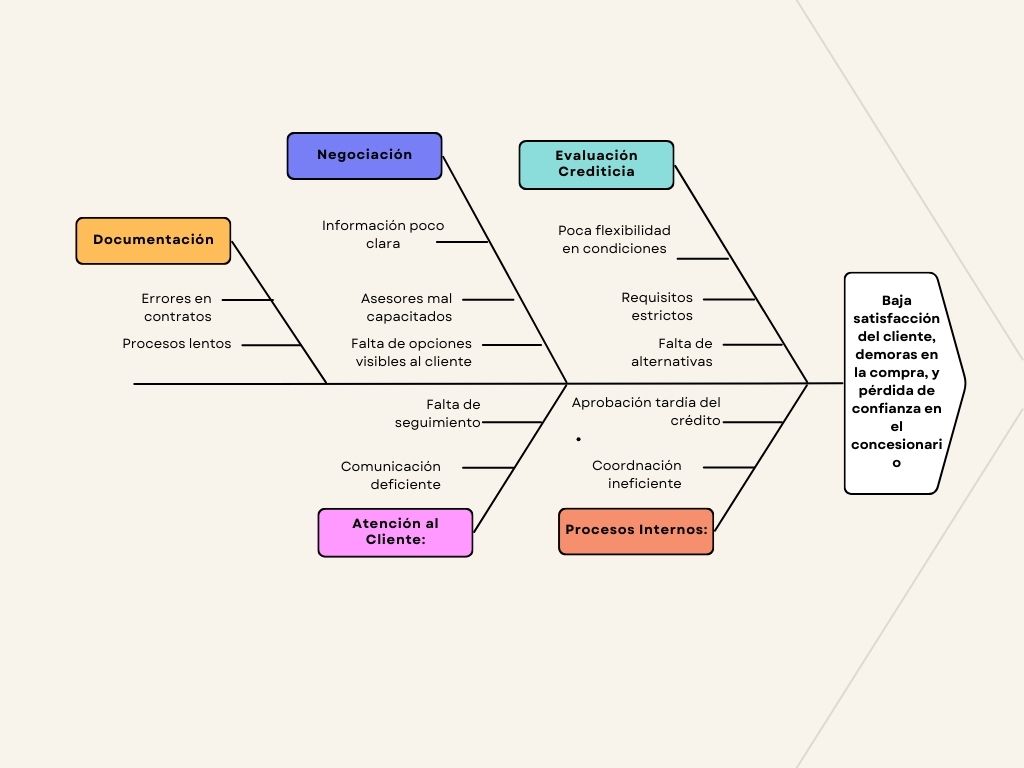 Negociación
Evaluación
Crediticia
Documentación
Información poco
clara
Poca flexibilidad
en condiciones
Errores en
contratos
Asesores mal
capacitados
Requisitos
estrictos
Procesos lentos
Falta de opciones
visibles al cliente
Falta de
alternativas
Baja
satisfacción
del cliente,
demoras en
la compra, y
pérdida de
confianza en
el
concesionari
o
Falta de
seguimiento
Aprobación tardía del
crédito
•
Comunicación
deficiente
Coordnación
ineficiente
Atención al
Cliente:
Procesos Internos: